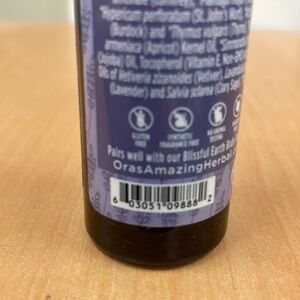 *Hypericum perforatum (St. John's Wort),
(Burdock) and *Thymus vulgaris (Thyme)
armeniaca (Apricot) Kernel Oil, *Simmondsia
(Jojoba) Oil, Tocopherol (Vitamin E, Non-GMO)
Oils of Vetiveria zizanoides (Vetiver), Lavandula
(Lavender) and Salvia sclarea (Clary Sage)
GLUTEN FREE
SYNTHETIC FRAGRANCE FREE
NO ANIMAL TESTING
Pairs well with our Blissful Earth Body
OrasAmazingHerbal.
6 03051 09888 2